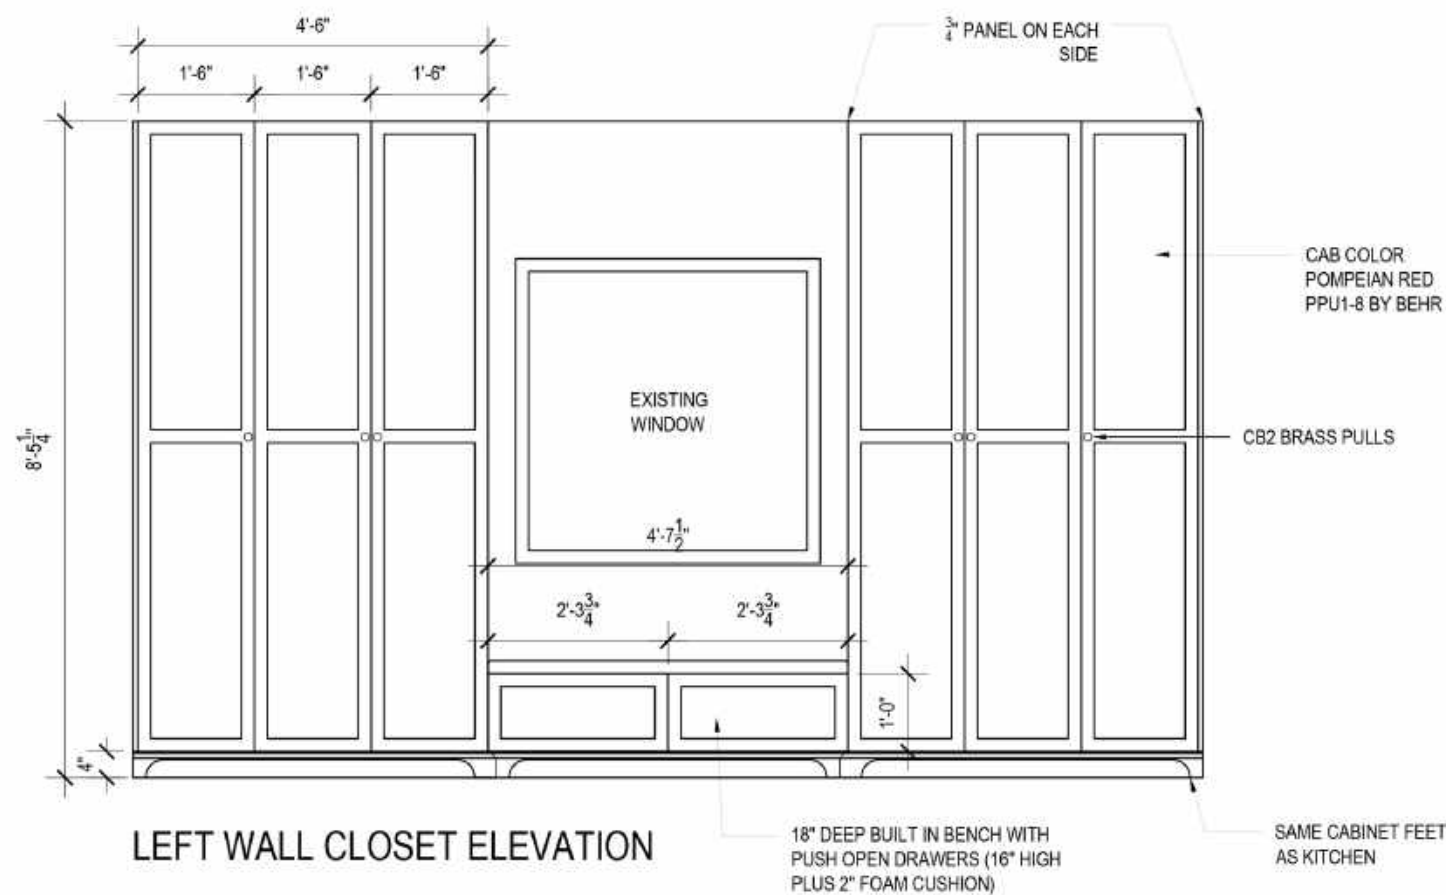 4'-6"
3/4" PANEL ON EACH
SIDE
1'-6" 1'-6" 1'-6"
CAB COLOR
POMPEIAN RED
PPU1-8 BY BEHR
EXISTING
WINDOW
8'-5 1/4"
CB2 BRASS PULLS
4'-7 1/2"
2'-3 3/4" 2'-3 3/4"
1'-0"
4"
LEFT WALL CLOSET ELEVATION
18" DEEP BUILT IN BENCH WITH
PUSH OPEN DRAWERS (16" HIGH
PLUS 2" FOAM CUSHION)
SAME CABINET FEET
AS KITCHEN